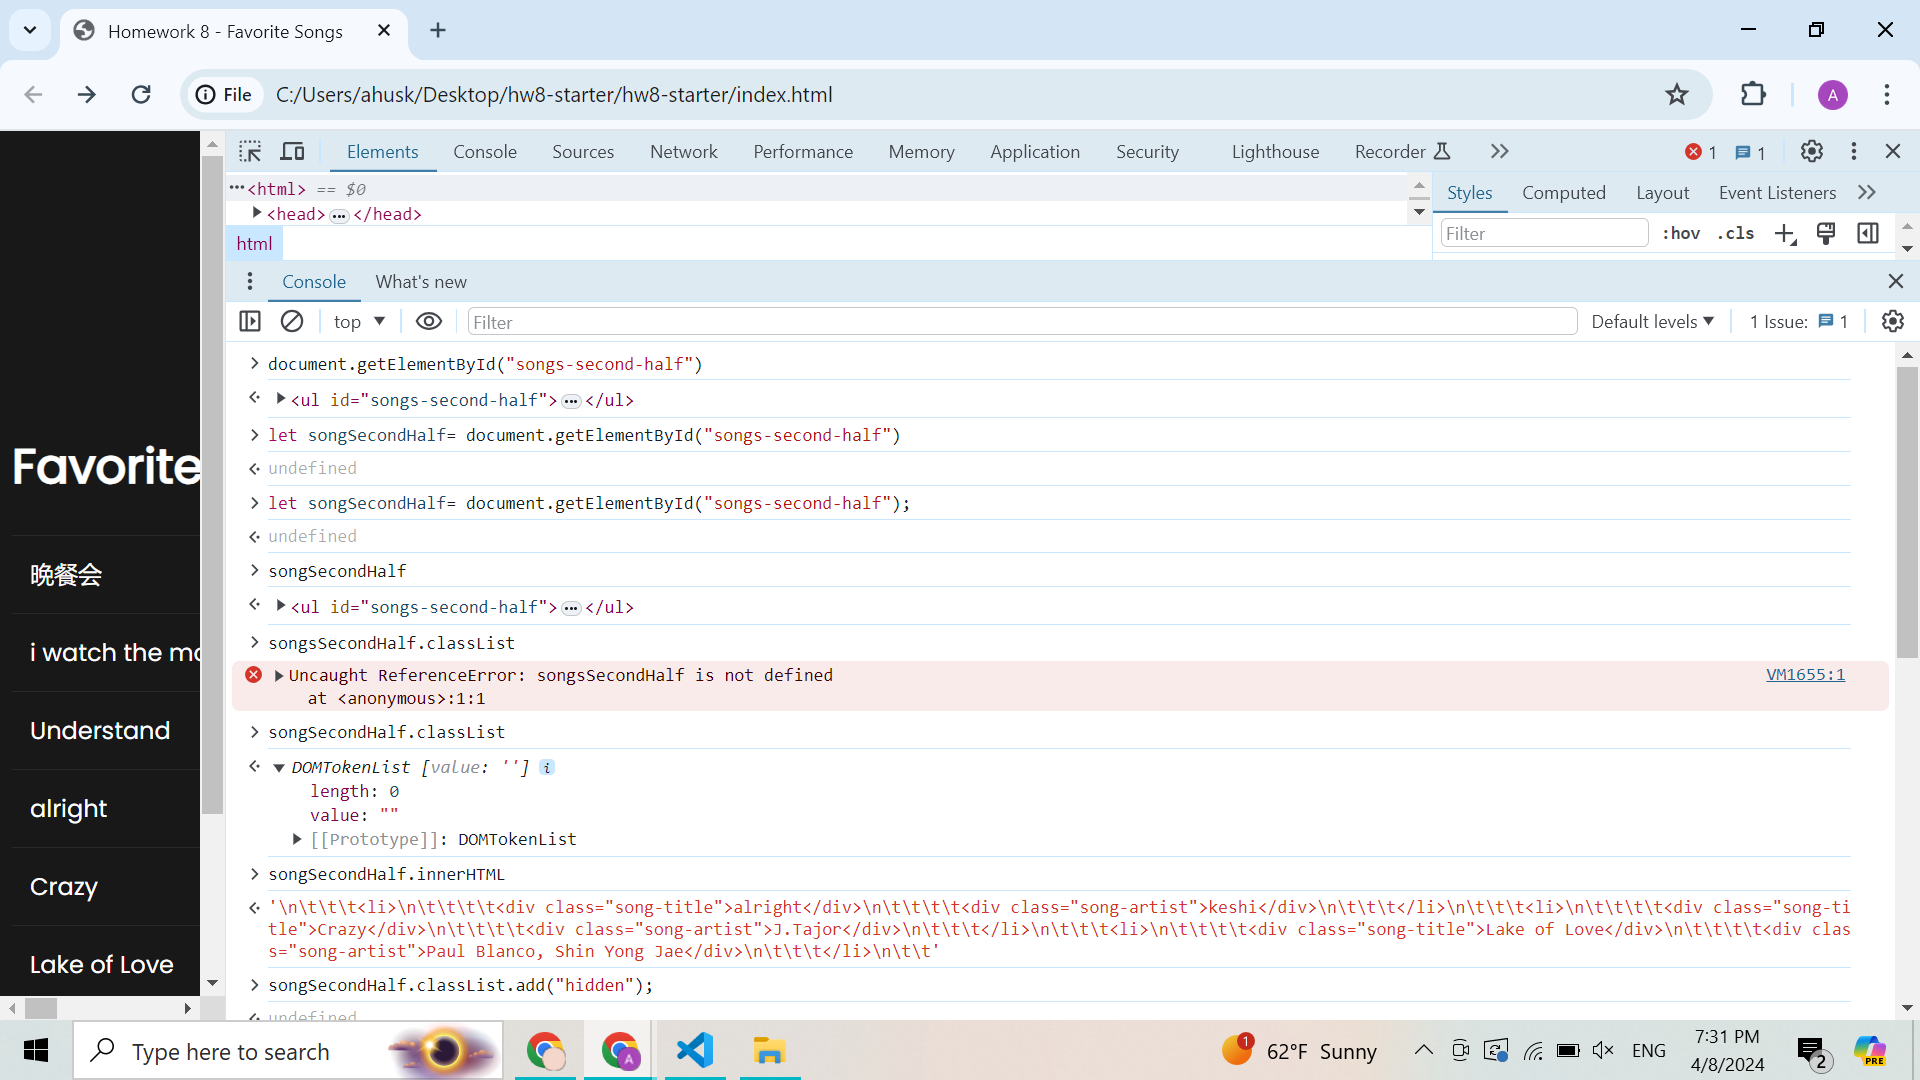 Homework 8 - Favorite Songs
File C:/Users/ahusk/Desktop/hw8-starter/hw8-starter/index.html
A
Elements Console Sources Network Performance Memory Application Security Lighthouse Recorder 1 1
<html> == $0
<head> ... </head>
html
Styles Computed Layout Event Listeners
Filter :hov .cls
Console What's new
top Filter Default levels 1 Issue: 1
document.getElementById("songs-second-half")
<ul id="songs-second-half"> ... </ul>
let songSecondHalf= document.getElementById("songs-second-half")
undefined
let songSecondHalf= document.getElementById("songs-second-half");
undefined
songSecondHalf
<ul id="songs-second-half"> ... </ul>
songsSecondHalf.classList
Uncaught ReferenceError: songsSecondHalf is not defined VM1655:1
at <anonymous>:1:1
songSecondHalf.classList
DOMTokenList [value: ''] i
length: 0
value: ""
[[Prototype]]: DOMTokenList
songSecondHalf.innerHTML
'\n\t\t\t<li>\n\t\t\t\t<div class="song-title">alright</div>\n\t\t\t\t<div class="song-artist">keshi</div>\n\t\t\t</li>\n\t\t\t<li>\n\t\t\t\t<div class="song-ti
tle">Crazy</div>\n\t\t\t\t<div class="song-artist">J.Tajor</div>\n\t\t\t</li>\n\t\t\t<li>\n\t\t\t\t<div class="song-title">Lake of Love</div>\n\t\t\t\t<div clas
s="song-artist">Paul Blanco, Shin Yong Jae</div>\n\t\t\t</li>\n\t\t'
songSecondHalf.classList.add("hidden");
undefined
Favorite
晚餐会
i watch the mo
Understand
alright
Crazy
Lake of Love
Type here to search
A
1
62°F Sunny
ENG
7:31 PM
4/8/2024
2
PRE